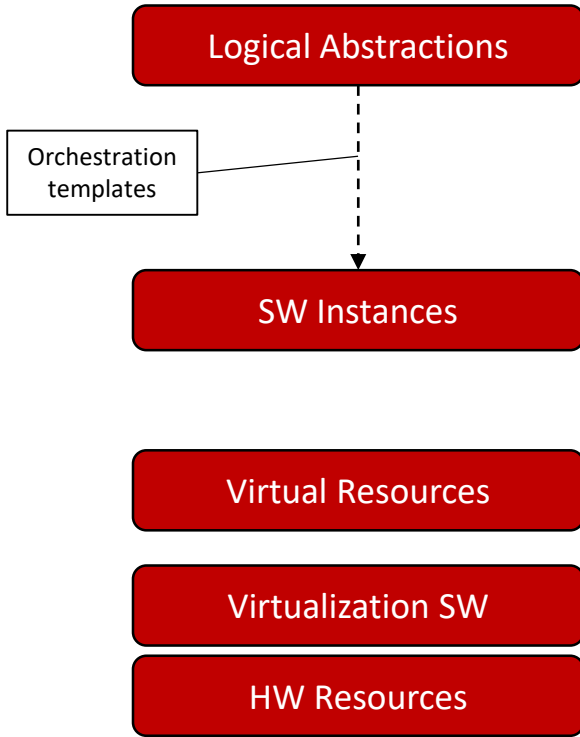 Logical Abstractions
Orchestration
templates
SW Instances
Virtual Resources
Virtualization SW
HW Resources